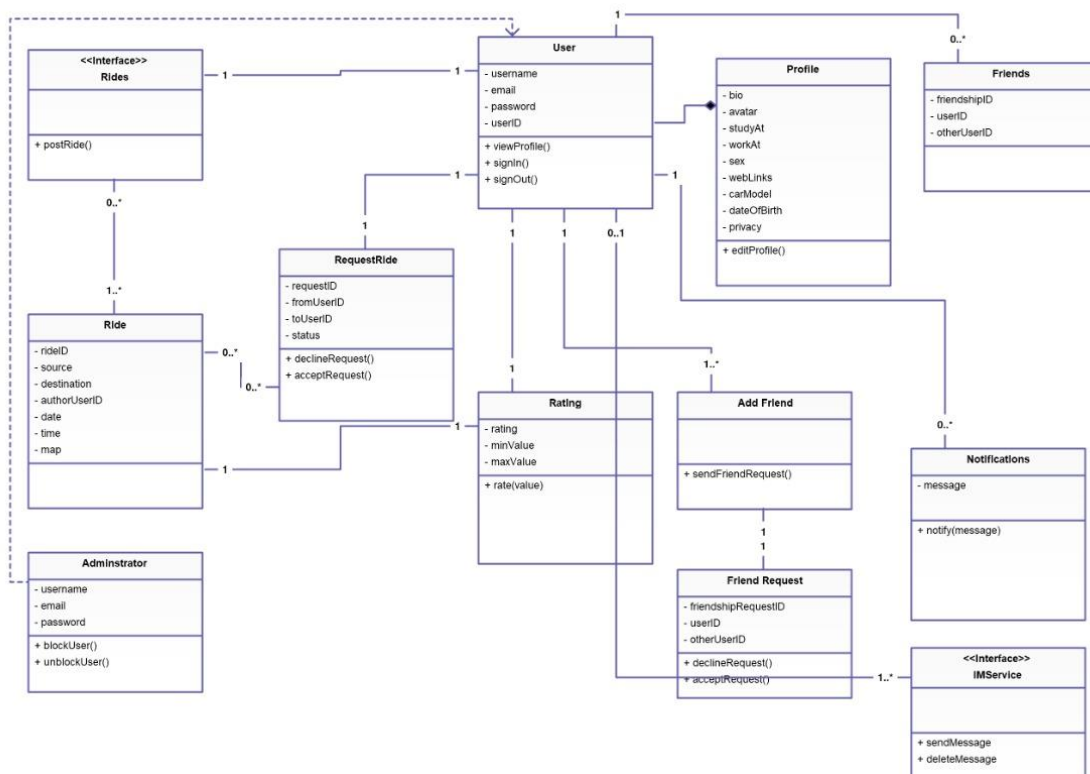 1
0..*
User
- username
- email
- password
- userID
+ viewProfile()
+ signIn()
+ signOut()
<<Interface>>
Rides
+ postRide()
1
1
Profile
- bio
- avatar
- studyAt
- workAt
- sex
- webLinks
- carModel
- dateOfBirth
- privacy
+ editProfile()
Friends
- friendshipID
- userID
- otherUserID
1
1
0..*
1
1
1
0..1
RequestRide
- requestID
- fromUserID
- toUserID
- status
+ declineRequest()
+ acceptRequest()
1..*
Ride
- rideID
- source
- destination
- authorUserID
- date
- time
- map
0..*
0..*
1
1..*
Rating
- rating
- minValue
- maxValue
+ rate(value)
1
1
Add Friend
+ sendFriendRequest()
0..*
Notifications
- message
+ notify(message)
1
1
Adminstrator
- username
- email
- password
+ blockUser()
+ unblockUser()
Friend Request
- friendshipRequestID
- userID
- otherUserID
+ declineRequest()
+ acceptRequest()
1..*
<<Interface>>
IMService
+ sendMessage
+ deleteMessage